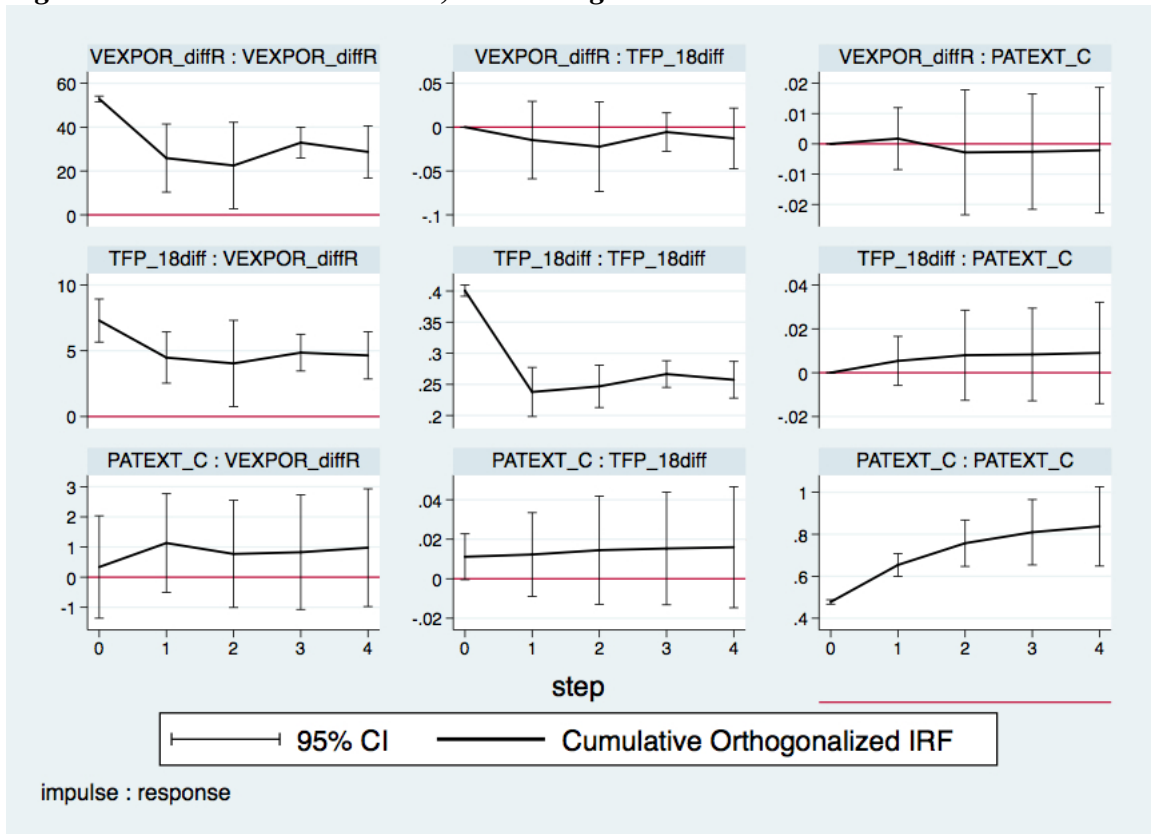 VEXPOR_diffR : VEXPOR_diffR VEXPOR_diffR : TFP_18diff VEXPOR_diffR : PATEXT_C
60 .05 .02
40 0 .01
20 -.05 0
0 -.1 -.01
-.02
TFP_18diff : VEXPOR_diffR TFP_18diff : TFP_18diff TFP_18diff : PATEXT_C
10 .4 .04
5 .35 .02
0 .3 0
.25 -.02
.2
PATEXT_C : VEXPOR_diffR PATEXT_C : TFP_18diff PATEXT_C : PATEXT_C
3 .04 1
2 .02 .8
1 0 .6
0 -.02 .4
-1
0 1 2 3 4 0 1 2 3 4 0 1 2 3 4
step
95% CI Cumulative Orthogonalized IRF
impulse : response